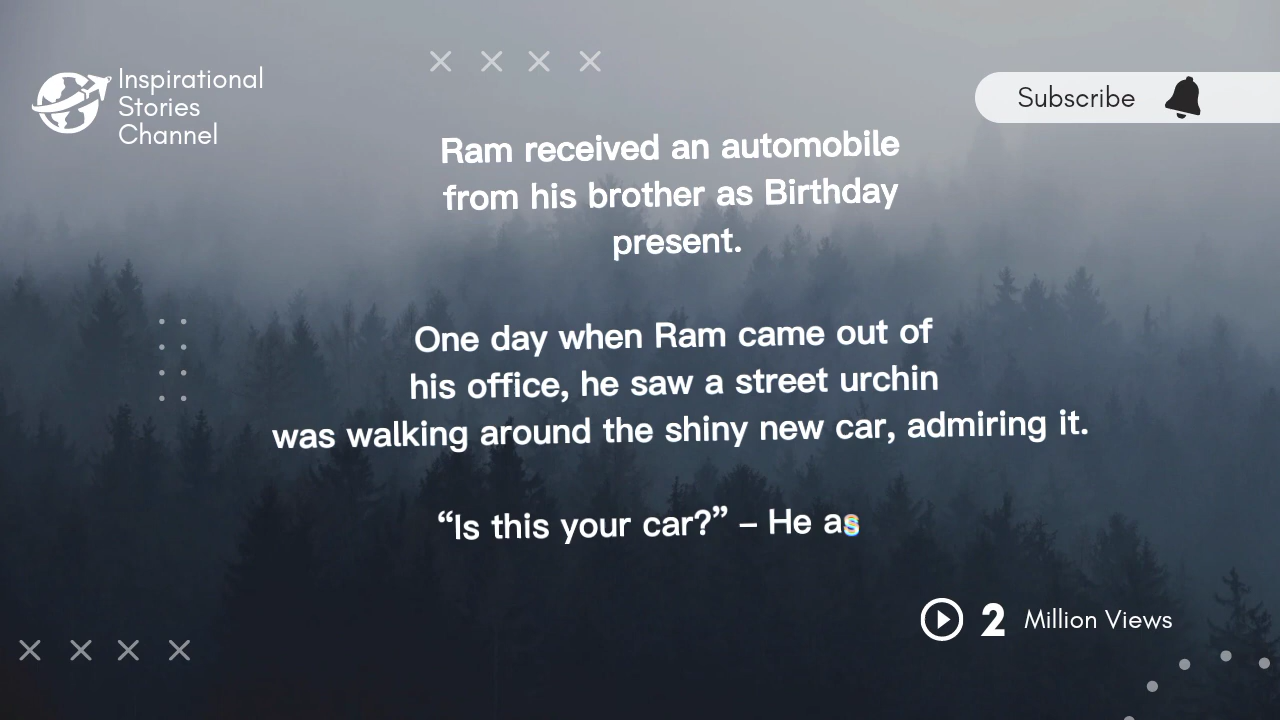 Inspirational
Stories
Channel
Subscribe
Ram received an automobile
from his brother as Birthday
present.
One day when Ram came out of
his office, he saw a street urchin
was walking around the shiny new car, admiring it.
“Is this your car?” – He as
2 Million Views